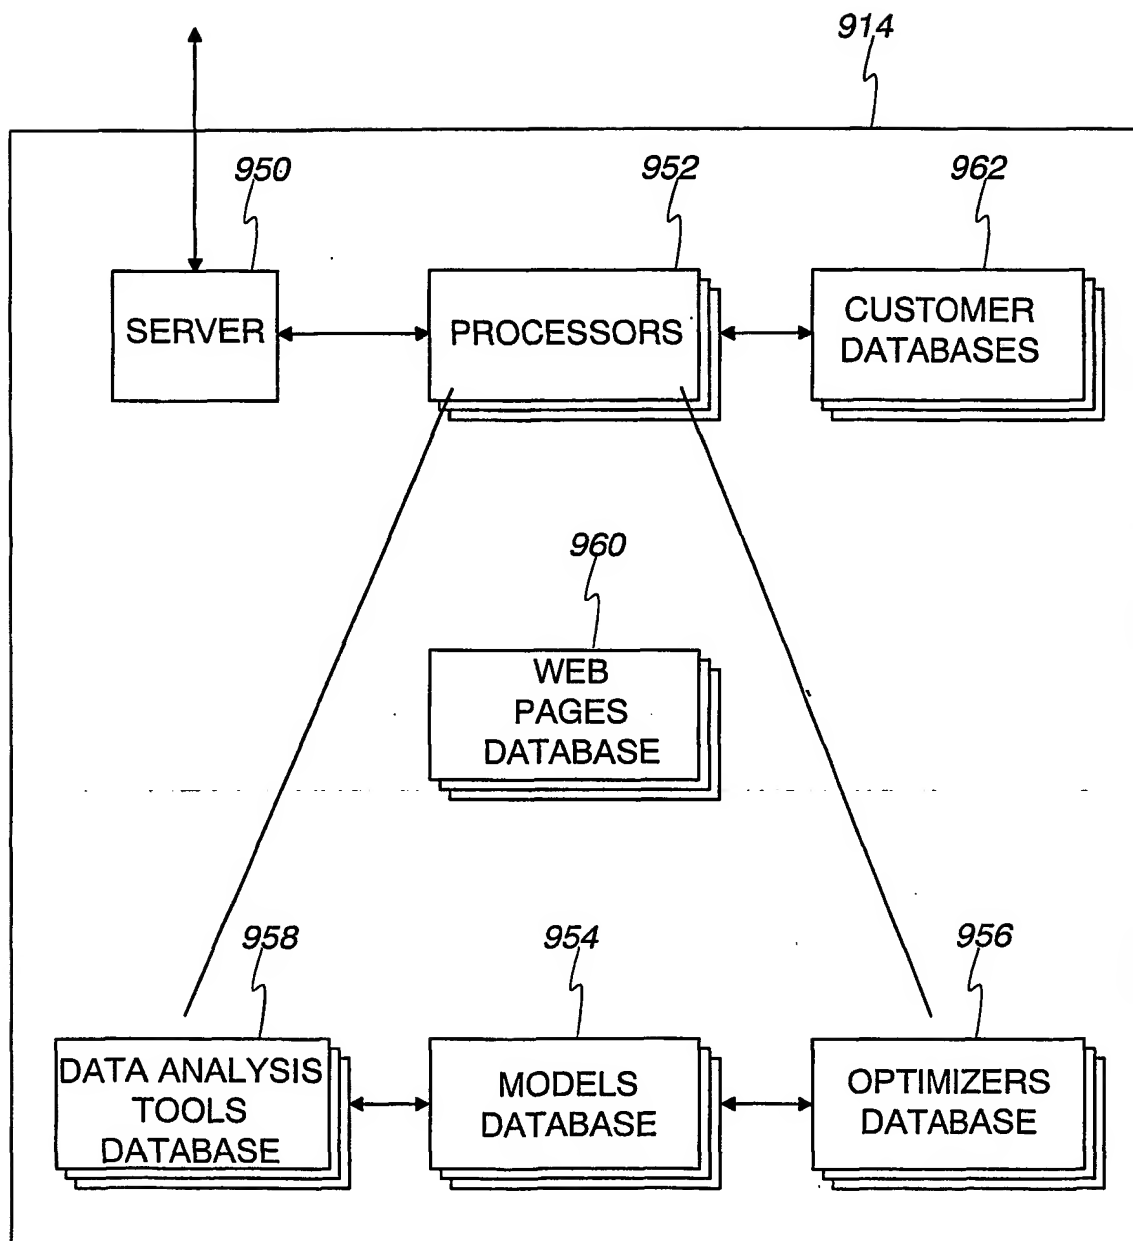 914
950
952
962
SERVER
PROCESSORS
CUSTOMER
DATABASES
960
WEB
PAGES
DATABASE
958
954
956
DATA ANALYSIS
TOOLS
DATABASE
MODELS
DATABASE
OPTIMIZERS
DATABASE